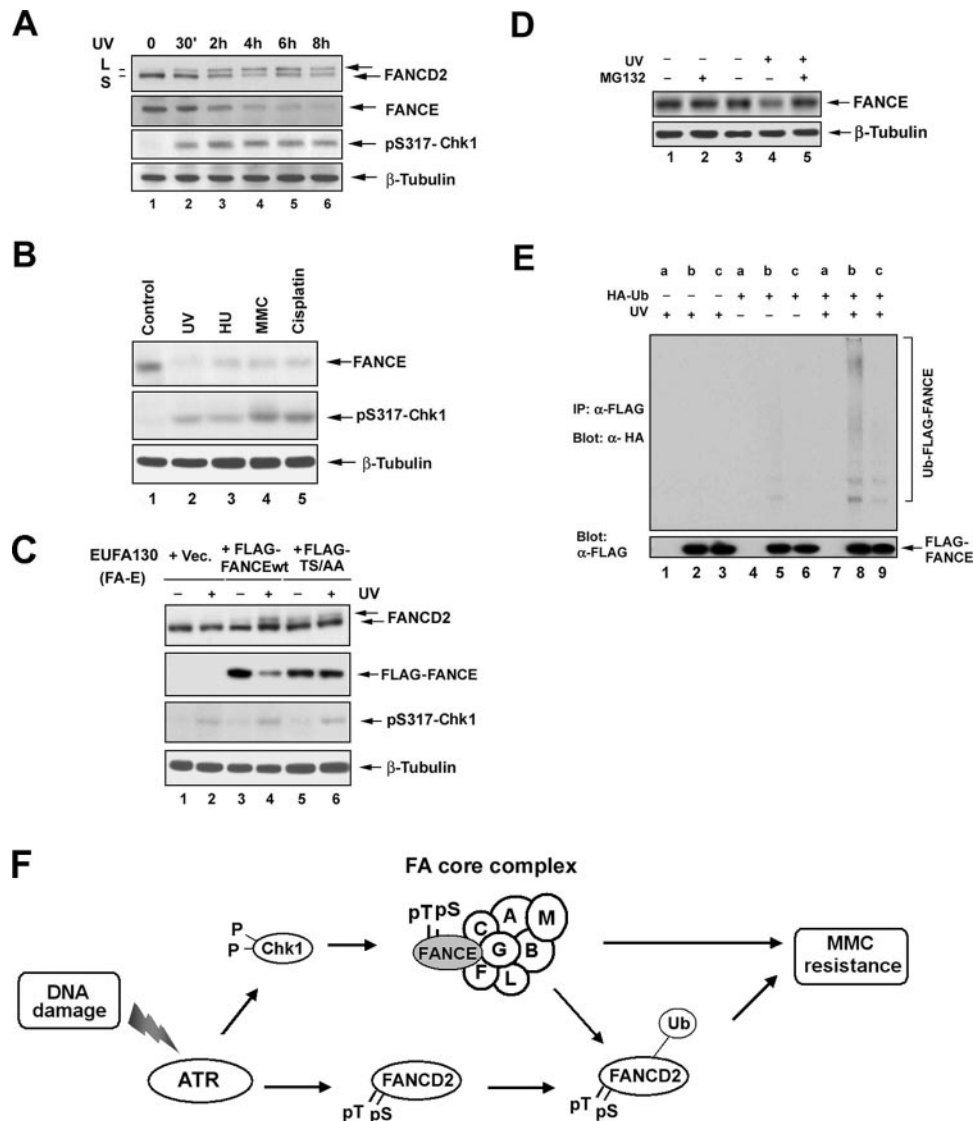 A
UV 0 30' 2h 4h 6h 8h
L
S
FANCD2
FANCE
pS317-Chk1
β-Tubulin
1 2 3 4 5 6
B
Control UV HU MMC Cisplatin
FANCE
pS317-Chk1
β-Tubulin
1 2 3 4 5
C
EUFA130 (FA-E)
+ Vec.
+ FLAG-FANCEwt
+FLAG-TS/AA
– + – + – + UV
FANCD2
FLAG-FANCE
pS317-Chk1
β-Tubulin
1 2 3 4 5 6
D
UV – – – + +
MG132 – + – – +
FANCE
β-Tubulin
1 2 3 4 5
E
a b c a b c a b c
HA-Ub – – – + + + + + +
UV + + + – – – + + +
IP: α-FLAG
Blot: α- HA
Ub-FLAG-FANCE
Blot:
α-FLAG
FLAG-
FANCE
1 2 3 4 5 6 7 8 9
F
FA core complex
DNA
damage
ATR
P
P
Chk1
pT pS
FANCE
C A M
G B
F L
FANCD2
pT pS
Ub
FANCD2
pT pS
MMC
resistance